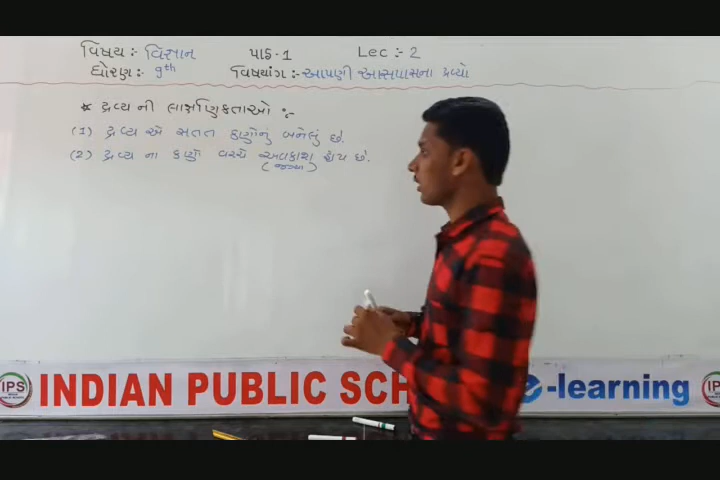 વિષય :- વિજ્ઞાન પાઠ-1 Lec :- 2
ધોરણ :- 9th વિષયાંગ :- આપણી આસપાસના દ્રવ્યો
* દ્રવ્ય ની લાક્ષણિકતાઓ :-
(1) દ્રવ્ય એ સતત કણોનું બનેલું છે.
(2) દ્રવ્ય ના કણો વચ્ચે અવકાશ હોય છે.
(જગ્યા)
IPS INDIAN PUBLIC SCH e-learning IPS